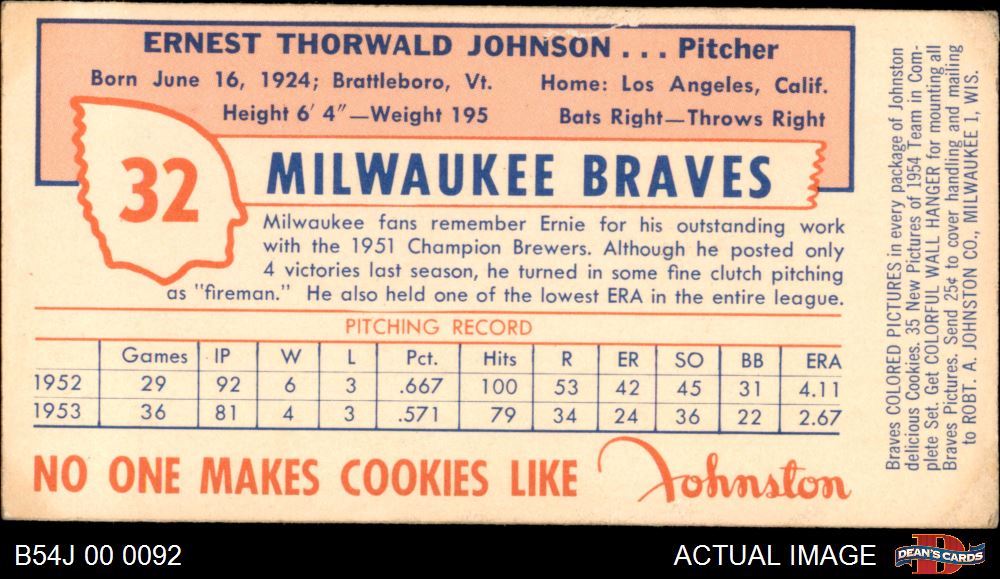 ERNEST THORWALD JOHNSON . . . Pitcher
Born June 16, 1924; Brattleboro, Vt. Home: Los Angeles, Calif.
Height 6' 4"—Weight 195 Bats Right—Throws Right
32
MILWAUKEE BRAVES
Milwaukee fans remember Ernie for his outstanding work
with the 1951 Champion Brewers. Although he posted only
4 victories last season, he turned in some fine clutch pitching
as "fireman." He also held one of the lowest ERA in the entire league.
PITCHING RECORD
Games IP W L Pct. Hits R ER SO BB ERA
1952 29 92 6 3 .667 100 53 42 45 31 4.11
1953 36 81 4 3 .571 79 34 24 36 22 2.67
NO ONE MAKES COOKIES LIKE Johnston
Braves COLORED PICTURES in every package of Johnston
delicious Cookies. 35 New Pictures of 1954 Team in Com-
plete Set. Get COLORFUL WALL HANGER for mounting all
Braves Pictures. Send 25¢ to cover handling and mailing
to ROBT. A. JOHNSTON CO., MILWAUKEE 1, WIS.
B54J 00 0092
ACTUAL IMAGE
DEAN'S CARDS